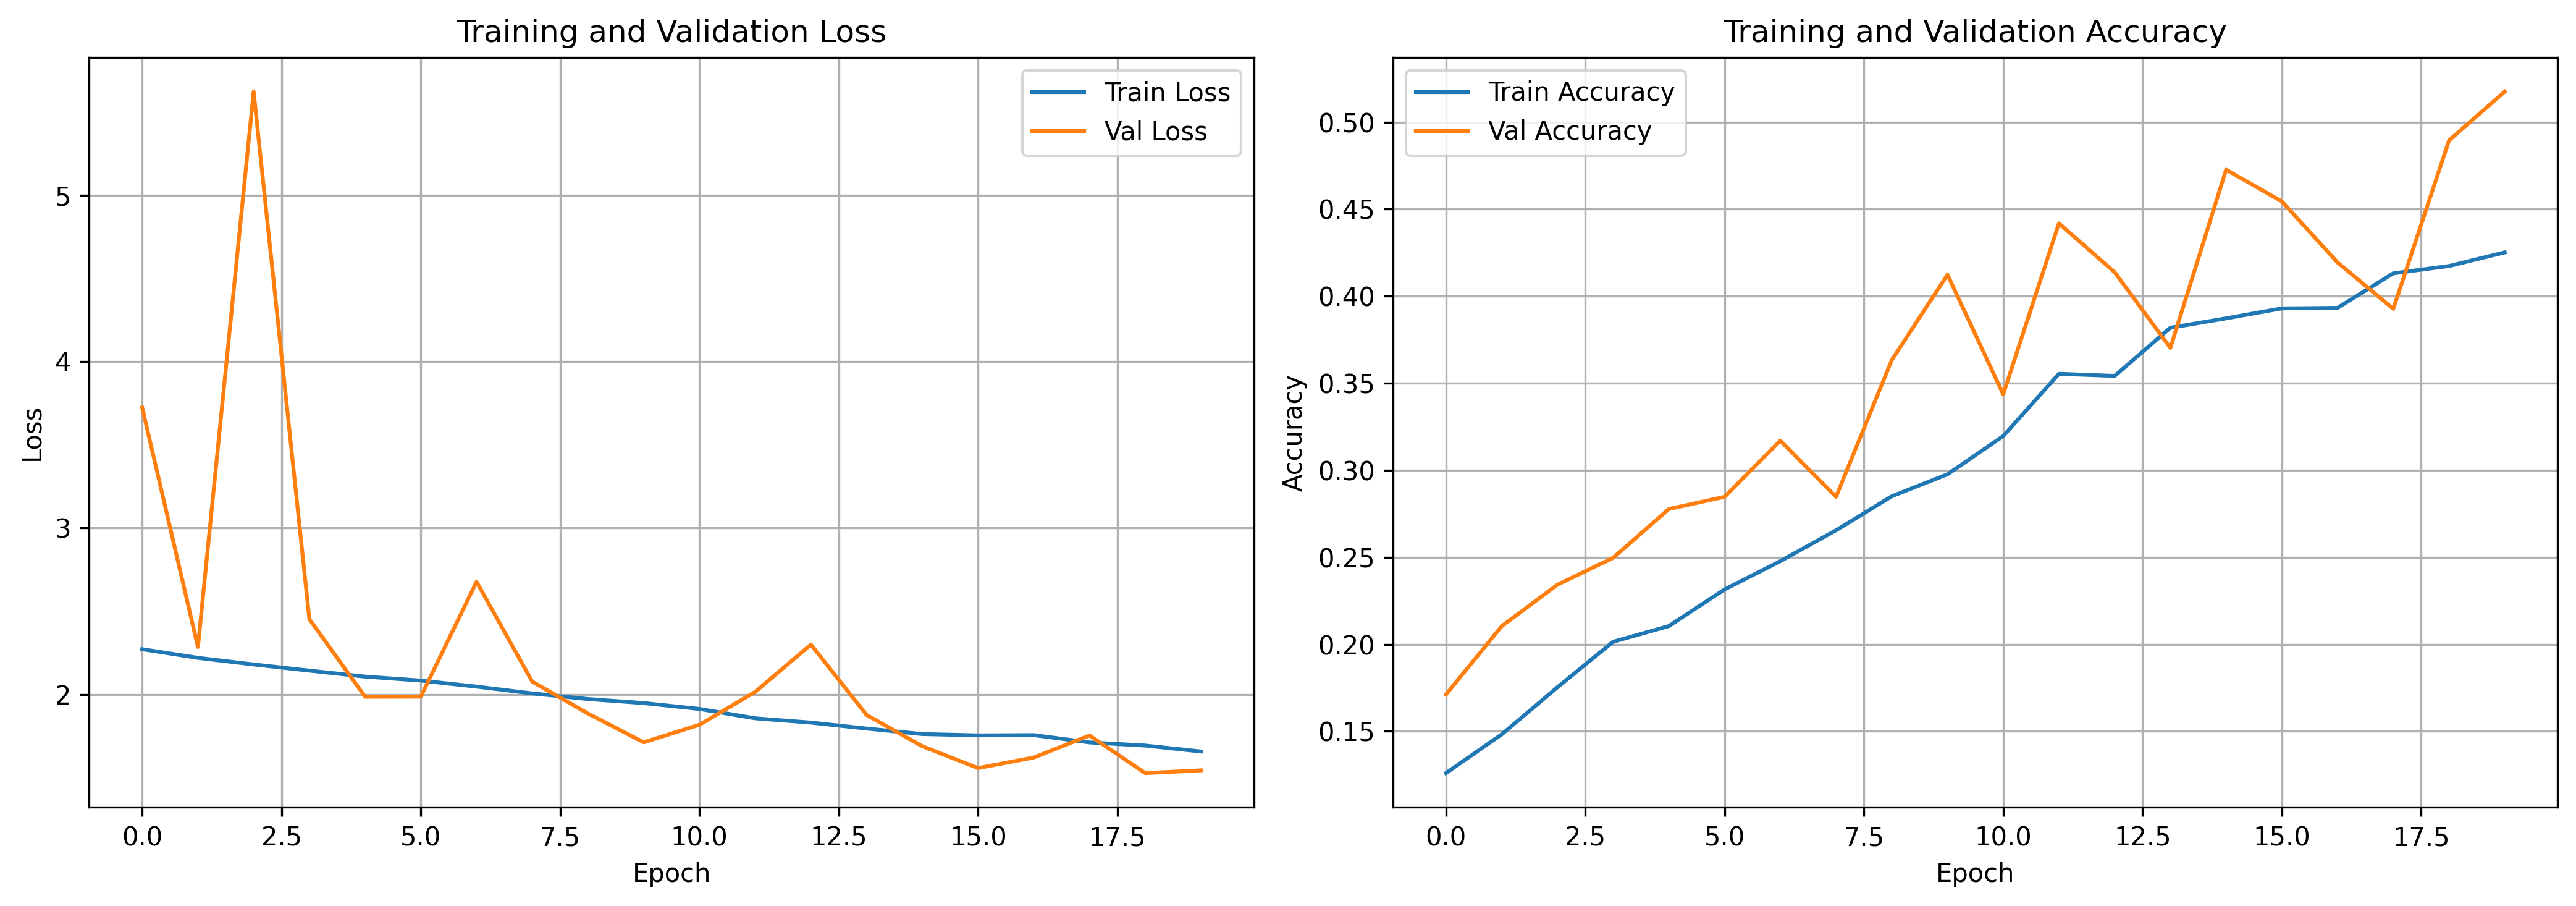 Training and Validation Loss
Train Loss
Val Loss
5
4
3
2
Loss
0.0 2.5 5.0 7.5 10.0 12.5 15.0 17.5
Epoch
Training and Validation Accuracy
Train Accuracy
Val Accuracy
0.50
0.45
0.40
0.35
0.30
0.25
0.20
0.15
Accuracy
0.0 2.5 5.0 7.5 10.0 12.5 15.0 17.5
Epoch